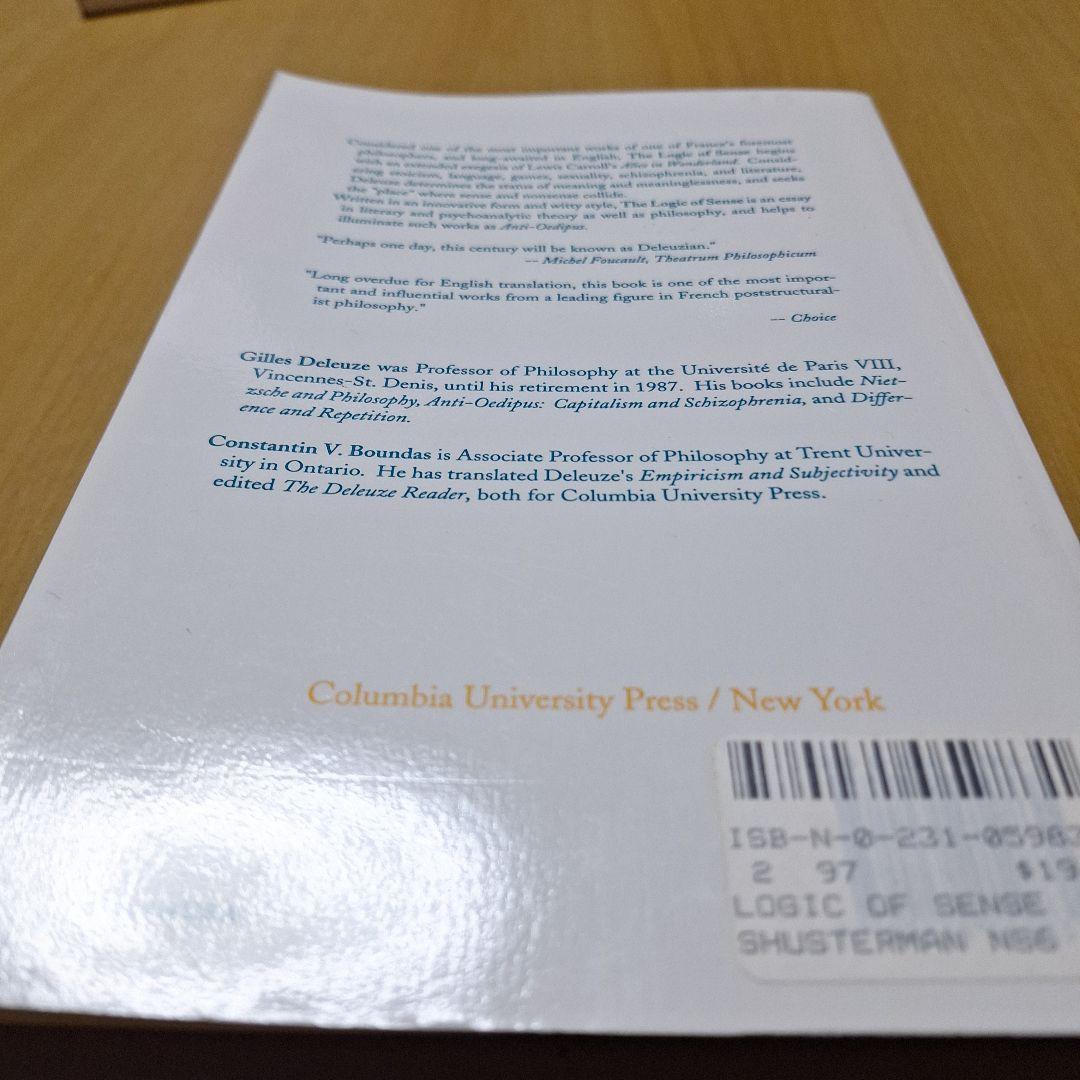 Considered one of the most important works of one of France's foremost
philosophers, and long-awaited in English, The Logic of Sense begins
with an extended exegesis of Lewis Carroll's Alice in Wonderland. Consid-
ering stoicism, language, games, sexuality, schizophrenia, and literature,
Deleuze determines the status of meaning and meaninglessness, and seeks
the "place" where sense and nonsense collide.
Written in an innovative form and witty style, The Logic of Sense is an essay
in literary and psychoanalytic theory as well as philosophy, and helps to
illuminate such works as Anti-Oedipus.
"Perhaps one day, this century will be known as Deleuzian."
-- Michel Foucault, Theatrum Philosophicum
"Long overdue for English translation, this book is one of the most impor-
tant and influential works from a leading figure in French poststructural-
ist philosophy."
-- Choice
Gilles Deleuze was Professor of Philosophy at the Université de Paris VIII,
Vincennes-St. Denis, until his retirement in 1987. His books include Niet-
zsche and Philosophy, Anti-Oedipus: Capitalism and Schizophrenia, and Differ-
ence and Repetition.
Constantin V. Boundas is Associate Professor of Philosophy at Trent Univer-
sity in Ontario. He has translated Deleuze's Empiricism and Subjectivity and
edited The Deleuze Reader, both for Columbia University Press.
Columbia University Press / New York
ISB-N-0-231-05983
2 97 $19
LOGIC OF SENSE
SHUSTERMAN NS6